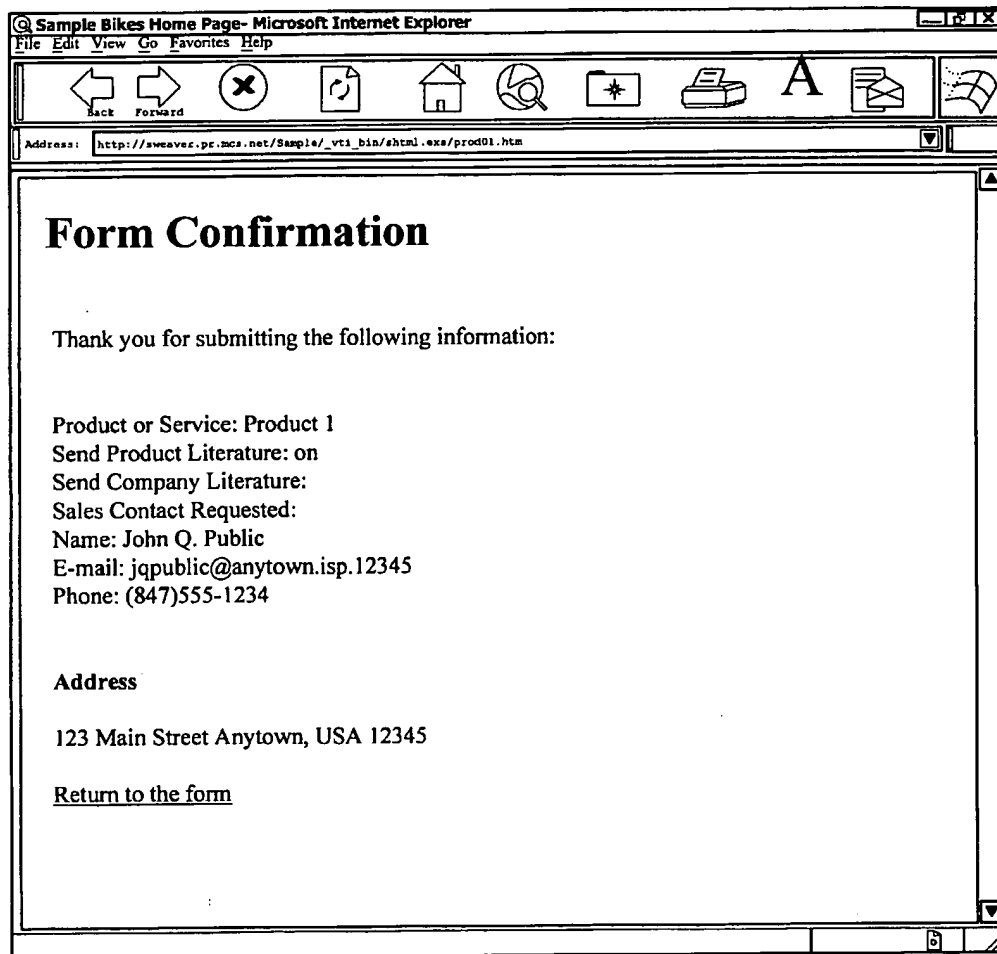 Sample Bikes Home Page- Microsoft Internet Explorer
File Edit View Go Favorites Help
A
Back Forward
Address: http://sweaver.pr.mcs.net/Sample/_vti_bin/shtml.exe/prod01.htm
Form Confirmation
Thank you for submitting the following information:
Product or Service: Product 1
Send Product Literature: on
Send Company Literature:
Sales Contact Requested:
Name: John Q. Public
E-mail: jqpublic@anytown.isp.12345
Phone: (847)555-1234
Address
123 Main Street Anytown, USA 12345
Return to the form